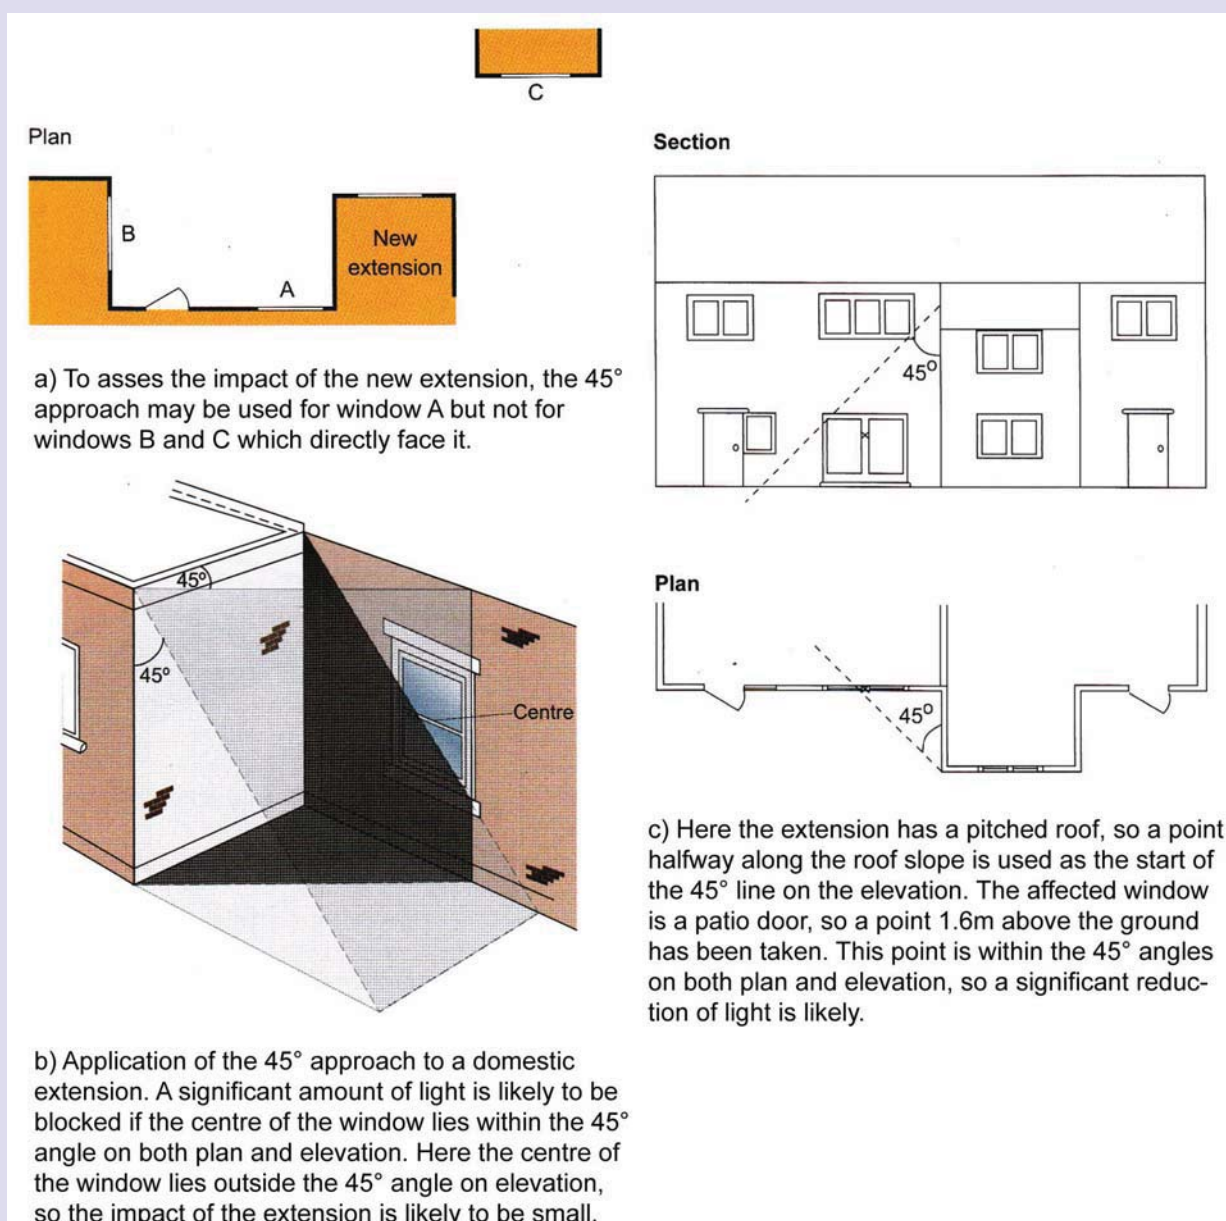 C
Plan
B
A
New
extension
a) To asses the impact of the new extension, the 45°
approach may be used for window A but not for
windows B and C which directly face it.
45º
45º
Centre
b) Application of the 45° approach to a domestic
extension. A significant amount of light is likely to be
blocked if the centre of the window lies within the 45°
angle on both plan and elevation. Here the centre of
the window lies outside the 45° angle on elevation,
so the impact of the extension is likely to be small.
Section
45º
Plan
45º
c) Here the extension has a pitched roof, so a point
halfway along the roof slope is used as the start of
the 45° line on the elevation. The affected window
is a patio door, so a point 1.6m above the ground
has been taken. This point is within the 45° angles
on both plan and elevation, so a significant reduc-
tion of light is likely.